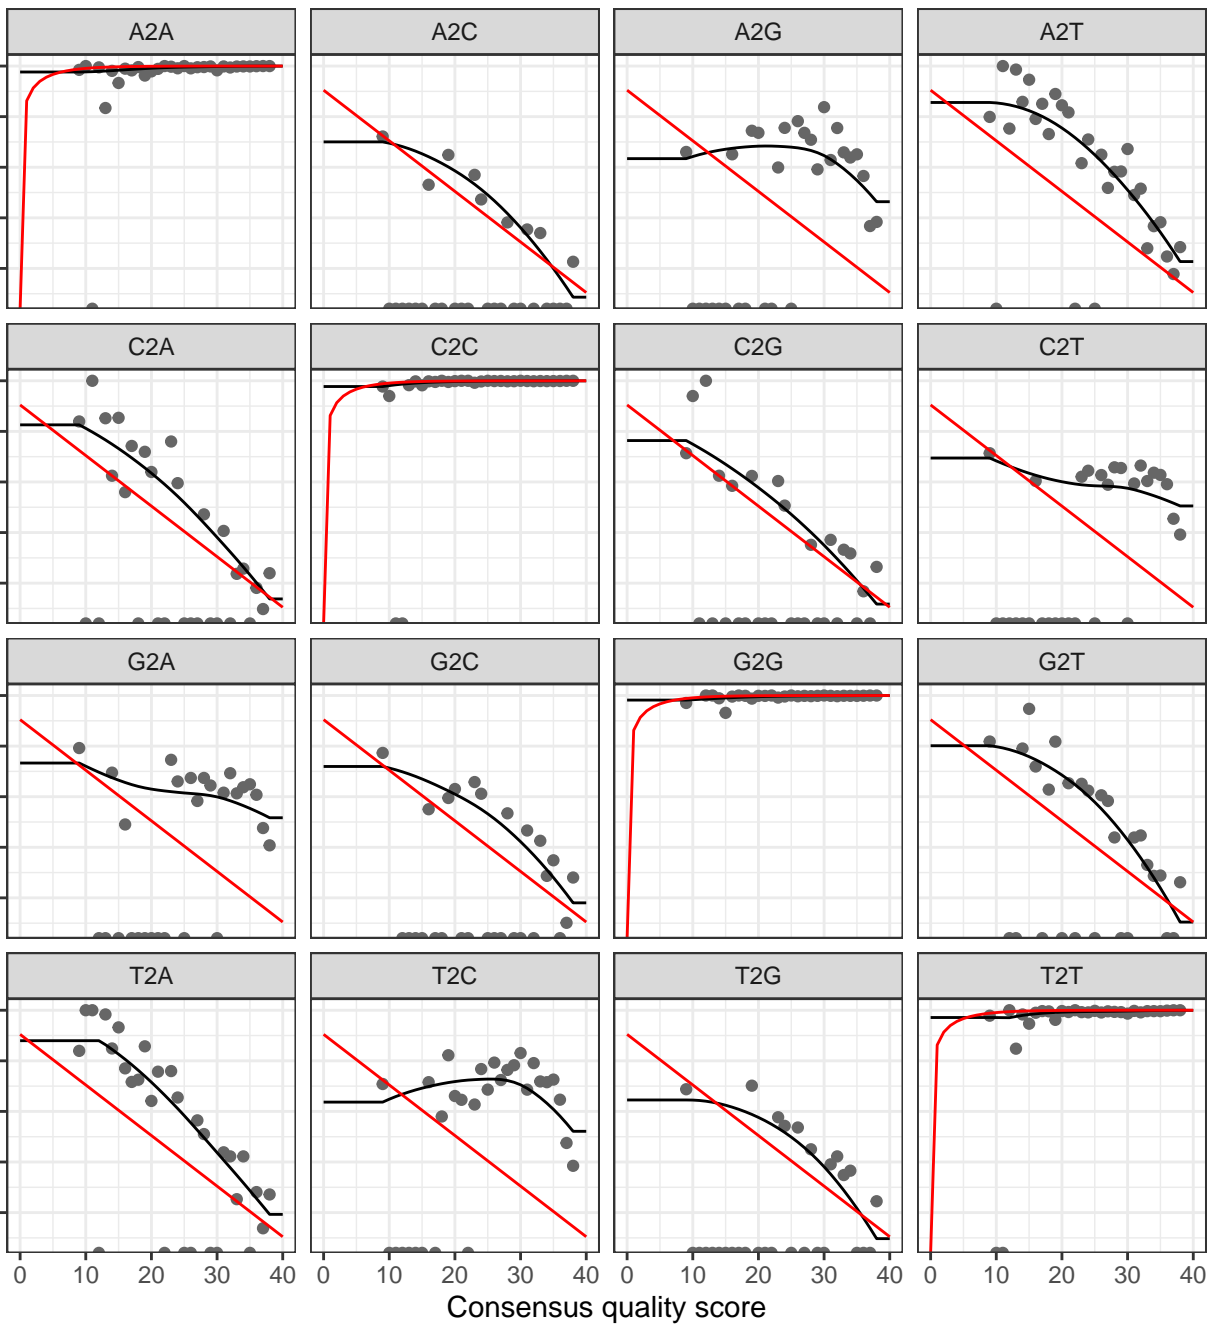 A2A A2C A2G A2T
C2A C2C C2G C2T
G2A G2C G2G G2T
T2A T2C T2G T2T
0 10 20 30 40 0 10 20 30 40 0 10 20 30 40 0 10 20 30 40
Consensus quality score